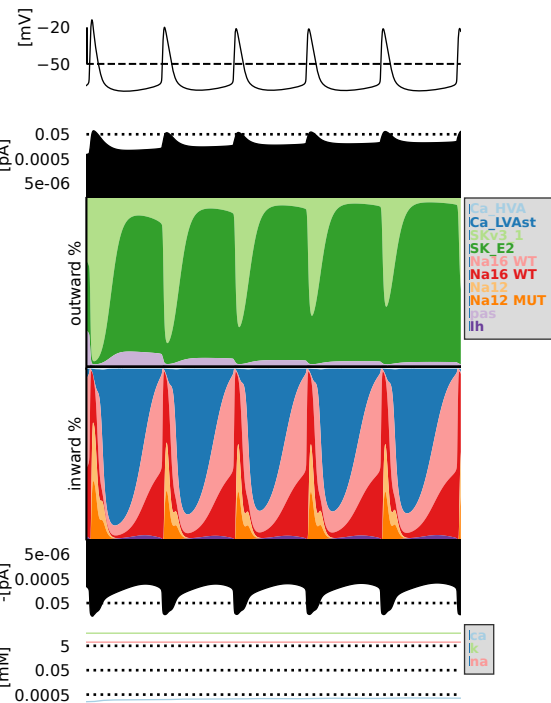 [mV]
−20
−50
[pA]
0.05
0.0005
5e-06
outward %
Ca_HVA
Ca_LVAst
SKv3_1
SK_E2
Na16 WT
Na16 WT
Na12
Na12 MUT
pas
Ih
inward %
-[pA]
5e-06
0.0005
0.05
[mM]
5
0.05
0.0005
ca
k
na